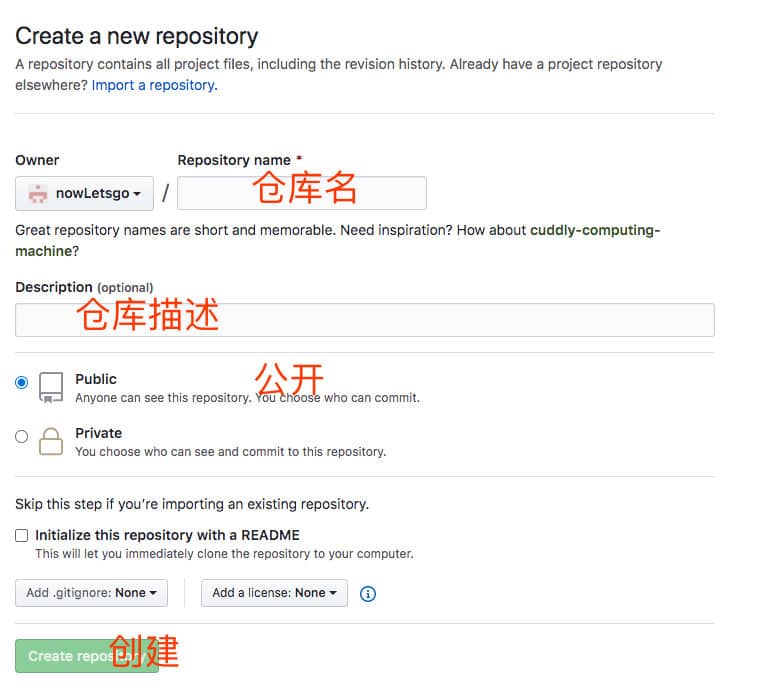 Create a new repository
A repository contains all project files, including the revision history. Already have a project repository
elsewhere? Import a repository.
Owner
Repository name *
nowLetsgo
/
仓库名
Great repository names are short and memorable. Need inspiration? How about cuddly-computing-
machine?
Description (optional)
仓库描述
Public
公开
Anyone can see this repository. You choose who can commit.
Private
You choose who can see and commit to this repository.
Skip this step if you're importing an existing repository.
Initialize this repository with a README
This will let you immediately clone the repository to your computer.
Add .gitignore: None
Add a license: None
Create repository
创建